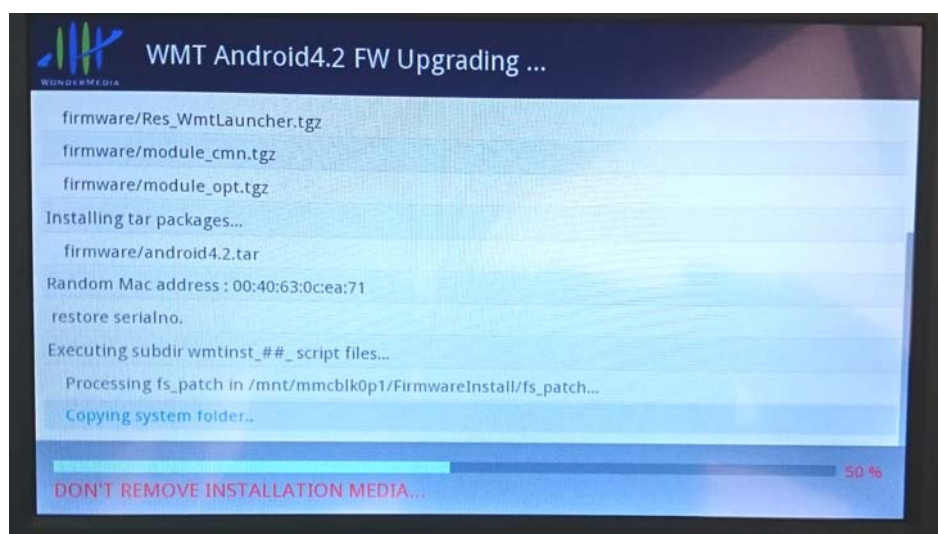 WONDERMEDIA
WMT Android4.2 FW Upgrading ...
firmware/Res_WmtLauncher.tgz
firmware/module_cmn.tgz
firmware/module_opt.tgz
Installing tar packages...
firmware/android4.2.tar
Random Mac address : 00:40:63:0c:ea:71
restore serialno.
Executing subdir wmtinst_##_ script files...
Processing fs_patch in /mnt/mmcblk0p1/FirmwareInstall/fs_patch...
Copying system folder..
50 %
DON'T REMOVE INSTALLATION MEDIA...